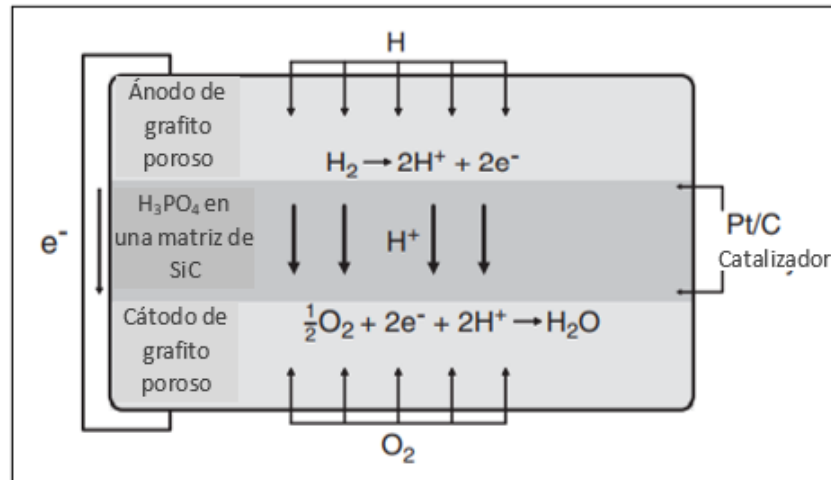 H
Ánodo de
grafito
poroso
H₂ → 2H⁺ + 2e⁻
H₃PO₄ en
una matriz de
SiC
e⁻
H⁺
Pt/C
Catalizador
Cátodo de
grafito
poroso
½O₂ + 2e⁻ + 2H⁺ → H₂O
O₂